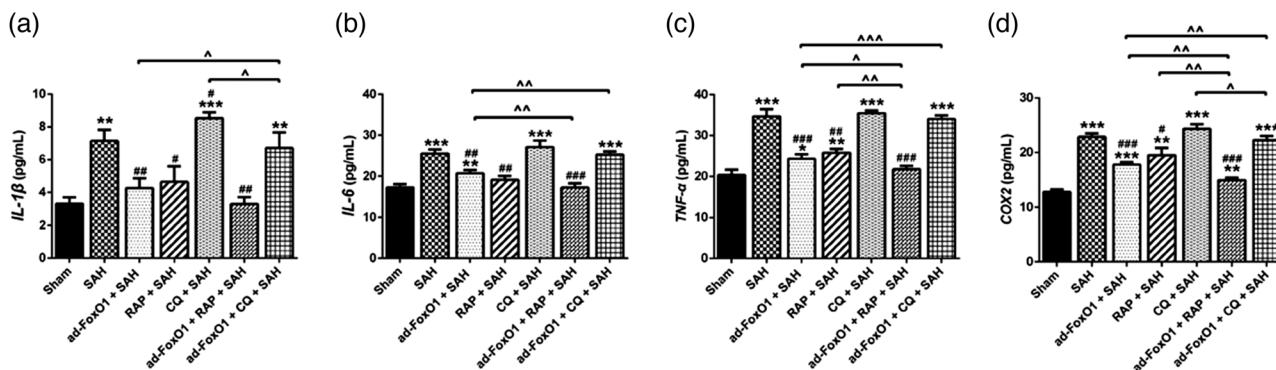 (a)
^
^
#
**
***
**
##
#
##
IL-1β (pg/mL)
10
8
6
4
2
0
Sham
SAH
ad-FoxO1 + SAH
RAP + SAH
CQ + SAH
ad-FoxO1 + RAP + SAH
ad-FoxO1 + CQ + SAH
(b)
^^
^^
***
##
**
##
***
###
***
IL-6 (pg/mL)
40
30
20
10
0
Sham
SAH
ad-FoxO1 + SAH
RAP + SAH
CQ + SAH
ad-FoxO1 + RAP + SAH
ad-FoxO1 + CQ + SAH
(c)
^^^
^
^^
***
###
*
##
**
***
###
***
TNF-α (pg/mL)
60
40
20
0
Sham
SAH
ad-FoxO1 + SAH
RAP + SAH
CQ + SAH
ad-FoxO1 + RAP + SAH
ad-FoxO1 + CQ + SAH
(d)
^^
^^
^^
^
***
###
***
#
**
***
###
**
***
COX2 (pg/mL)
30
20
10
0
Sham
SAH
ad-FoxO1 + SAH
RAP + SAH
CQ + SAH
ad-FoxO1 + RAP + SAH
ad-FoxO1 + CQ + SAH